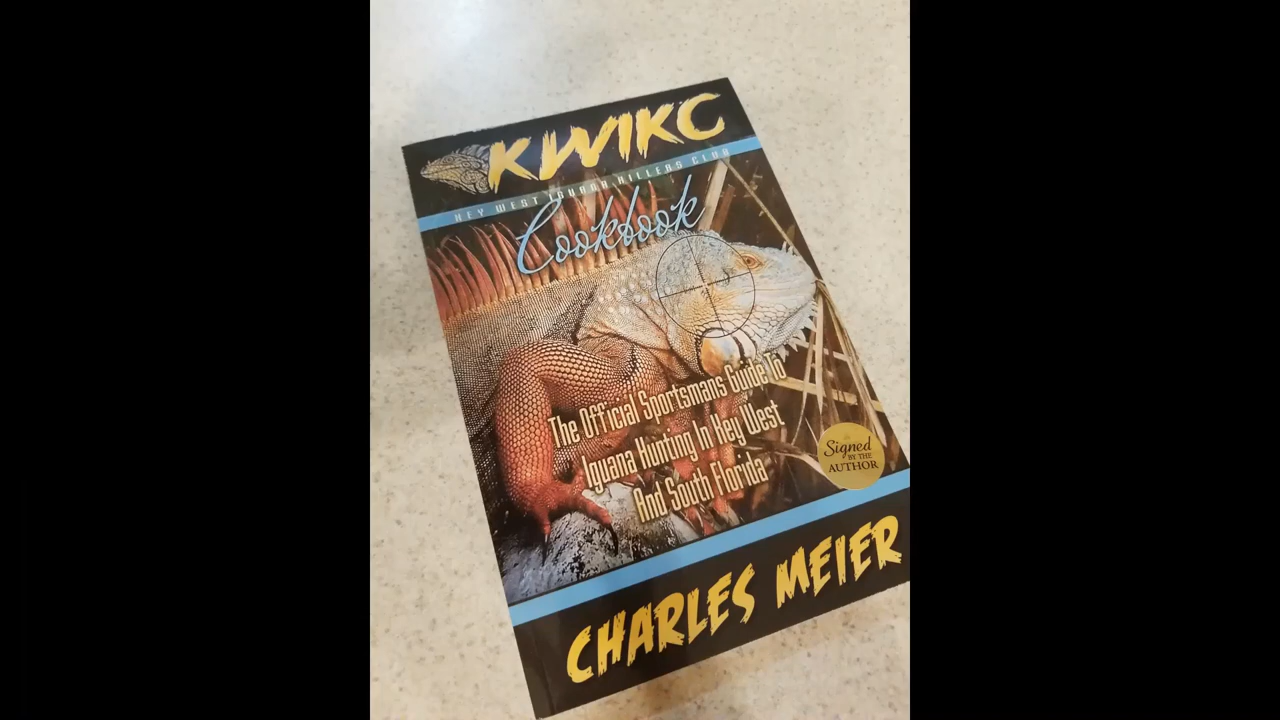 KWIKC
KEY WEST IGUANA KILLERS CLUB
Cookbook
The Official Sportsmans Guide To
Iguana Hunting In Key West
And South Florida
Signed
BY THE
AUTHOR
CHARLES MEIER